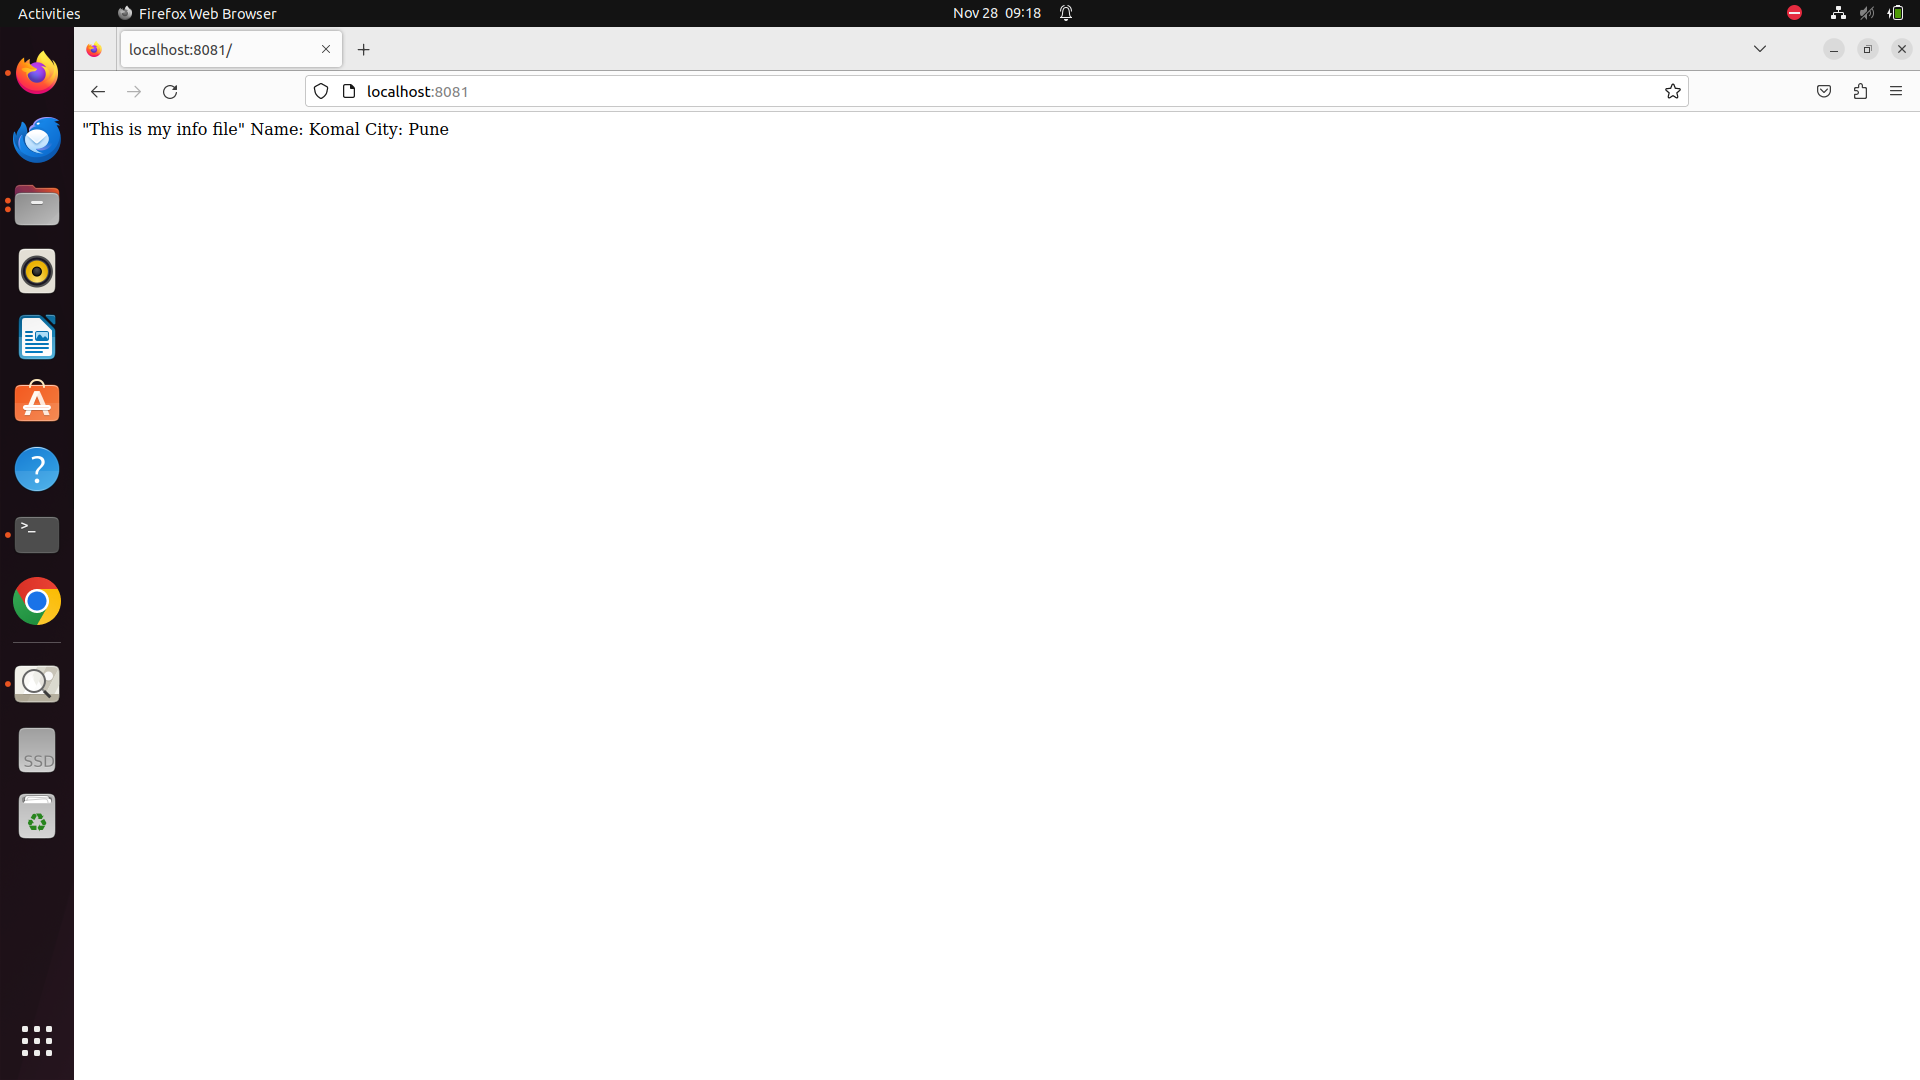 Activities
Firefox Web Browser
Nov 28 09:18
localhost:8081/
localhost:8081
"This is my info file" Name: Komal City: Pune
>_
SSD